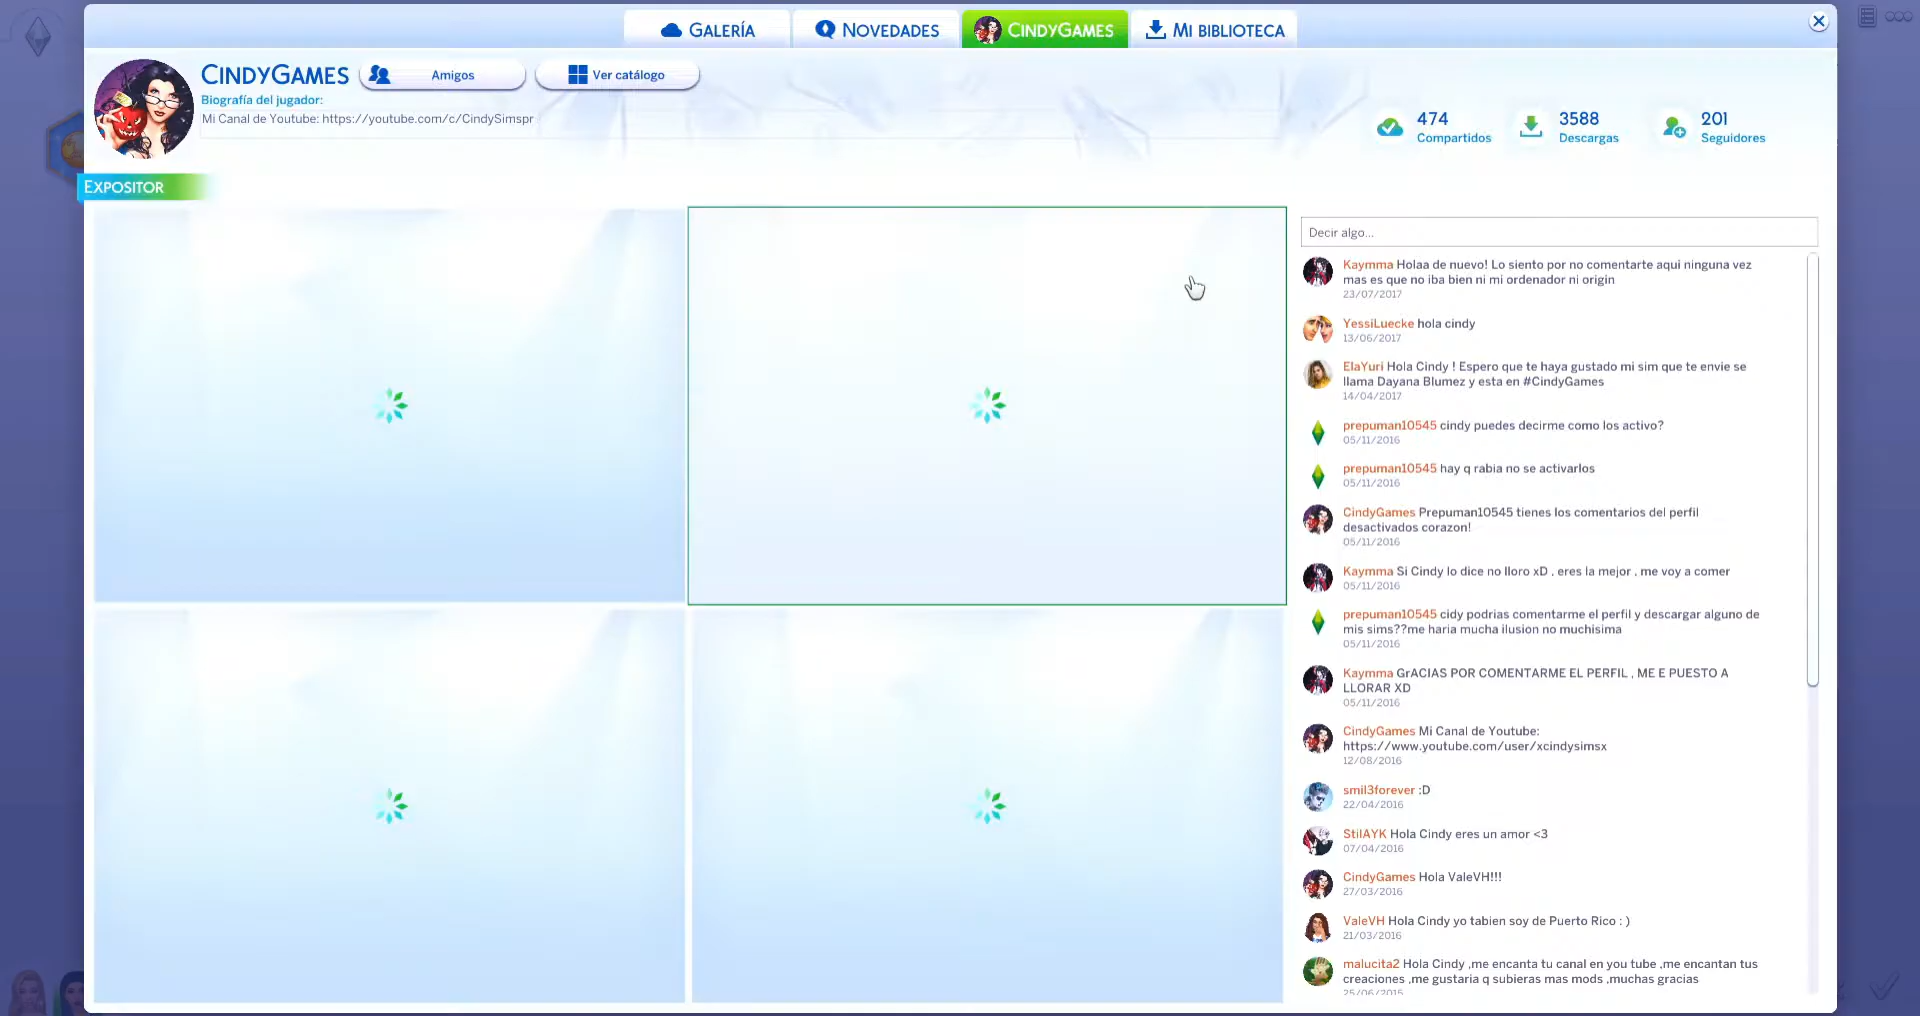 GALERÍA
NOVEDADES
CINDYGAMES
MI BIBLIOTECA
CINDYGAMES
Amigos
Ver catálogo
Biografía del jugador:
Mi Canal de Youtube: https://youtube.com/c/CindySimspr
474
Compartidos
3588
Descargas
201
Seguidores
EXPOSITOR
Decir algo...
Kaymma Holaa de nuevo! Lo siento por no comentarte aqui ninguna vez
mas es que no iba bien ni mi ordenador ni origin
23/07/2017
YessiLuecke hola cindy
13/06/2017
ElaYuri Hola Cindy ! Espero que te haya gustado mi sim que te envie se
llama Dayana Blumez y esta en #CindyGames
14/04/2017
prepuman10545 cindy puedes decirme como los activo?
05/11/2016
prepuman10545 hay q rabia no se activarlos
05/11/2016
CindyGames Prepuman10545 tienes los comentarios del perfil
desactivados corazon!
05/11/2016
Kaymma Si Cindy lo dice no lloro xD , eres la mejor , me voy a comer
05/11/2016
prepuman10545 cidy podrias comentarme el perfil y descargar alguno de
mis sims??me haria mucha ilusion no muchisima
05/11/2016
Kaymma GrACIAS POR COMENTARME EL PERFIL , ME E PUESTO A
LLORAR XD
05/11/2016
CindyGames Mi Canal de Youtube:
https://www.youtube.com/user/xcindysimsx
12/08/2016
smil3forever :D
22/04/2016
StilAYK Hola Cindy eres un amor <3
07/04/2016
CindyGames Hola ValeVH!!!
27/03/2016
ValeVH Hola Cindy yo tabien soy de Puerto Rico : )
21/03/2016
malucita2 Hola Cindy ,me encanta tu canal en you tube ,me encantan tus
creaciones ,me gustaria q subieras mas mods ,muchas gracias
25/06/2015